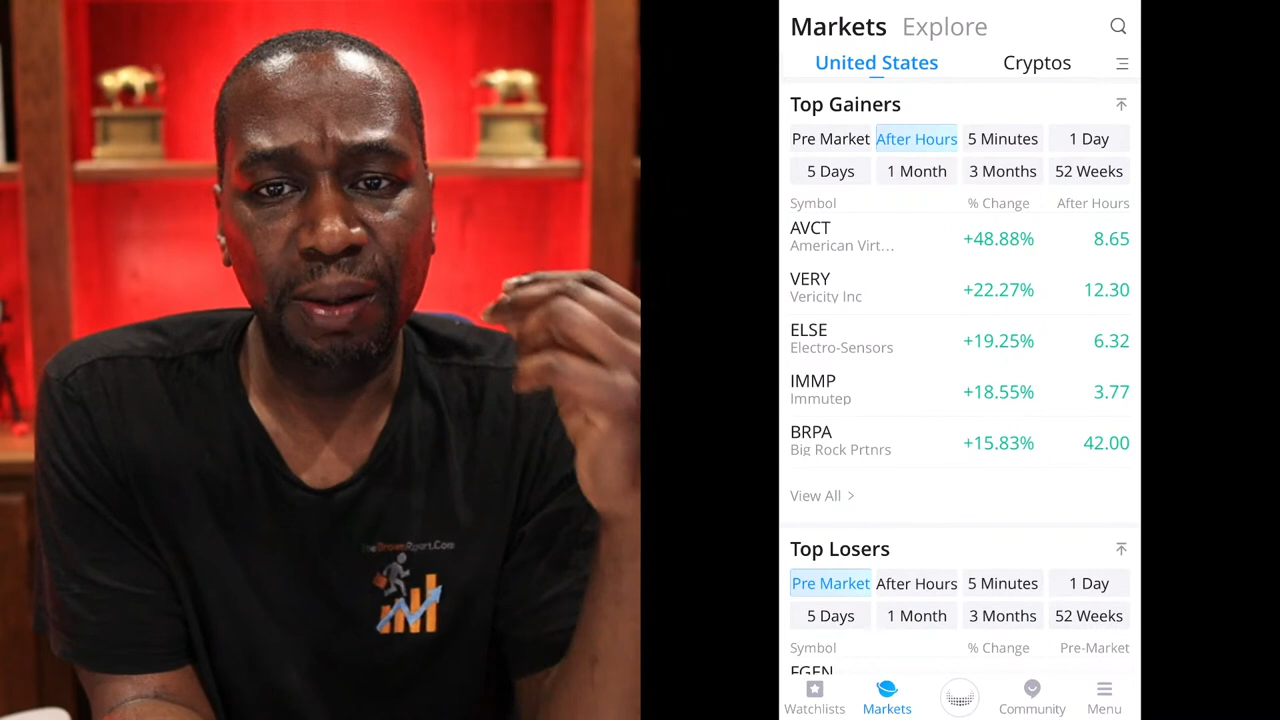 TheBrownReport.Com
Markets Explore
United States Cryptos
Top Gainers
Pre Market After Hours 5 Minutes 1 Day
5 Days 1 Month 3 Months 52 Weeks
Symbol % Change After Hours
AVCT
American Virt... +48.88% 8.65
VERY
Vericity Inc +22.27% 12.30
ELSE
Electro-Sensors +19.25% 6.32
IMMP
Immutep +18.55% 3.77
BRPA
Big Rock Prtnrs +15.83% 42.00
View All >
Top Losers
Pre Market After Hours 5 Minutes 1 Day
5 Days 1 Month 3 Months 52 Weeks
Symbol % Change Pre-Market
FGEN
Watchlists Markets Community Menu